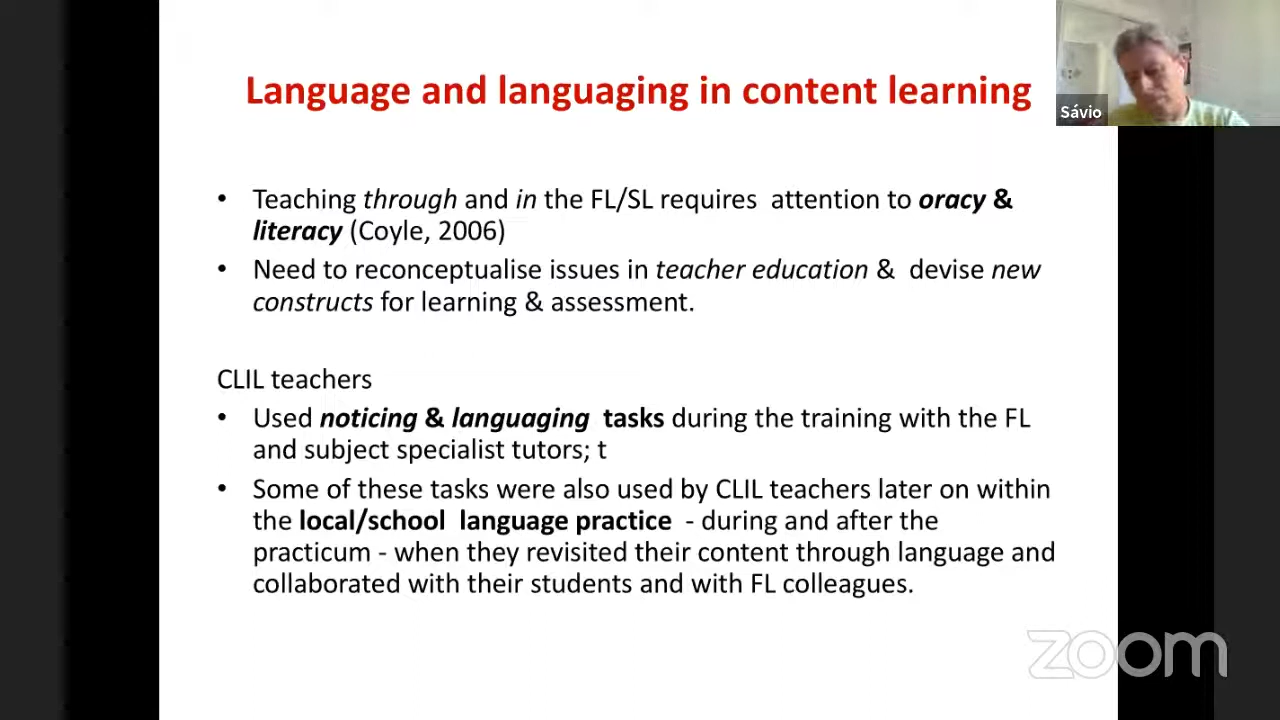 Language and languaging in content learning
Sávio
• Teaching through and in the FL/SL requires attention to oracy &
literacy (Coyle, 2006)
• Need to reconceptualise issues in teacher education & devise new
constructs for learning & assessment.
CLIL teachers
• Used noticing & languaging tasks during the training with the FL
and subject specialist tutors; t
• Some of these tasks were also used by CLIL teachers later on within
the local/school language practice - during and after the
practicum - when they revisited their content through language and
collaborated with their students and with FL colleagues.
zoom